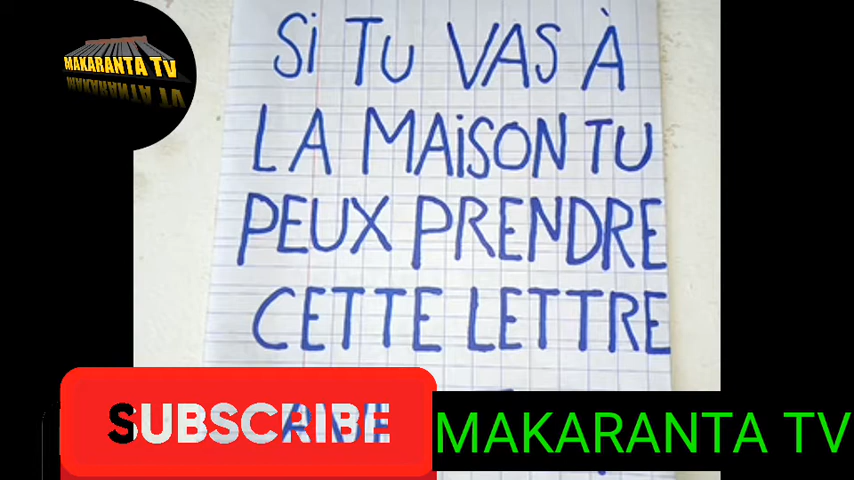 MAKARANTA TV
Si TU VAS À
LA MAiSON TU
PEUX PRENDRE
CETTE LETTRE
SUBSCRIBE
MAKARANTA TV